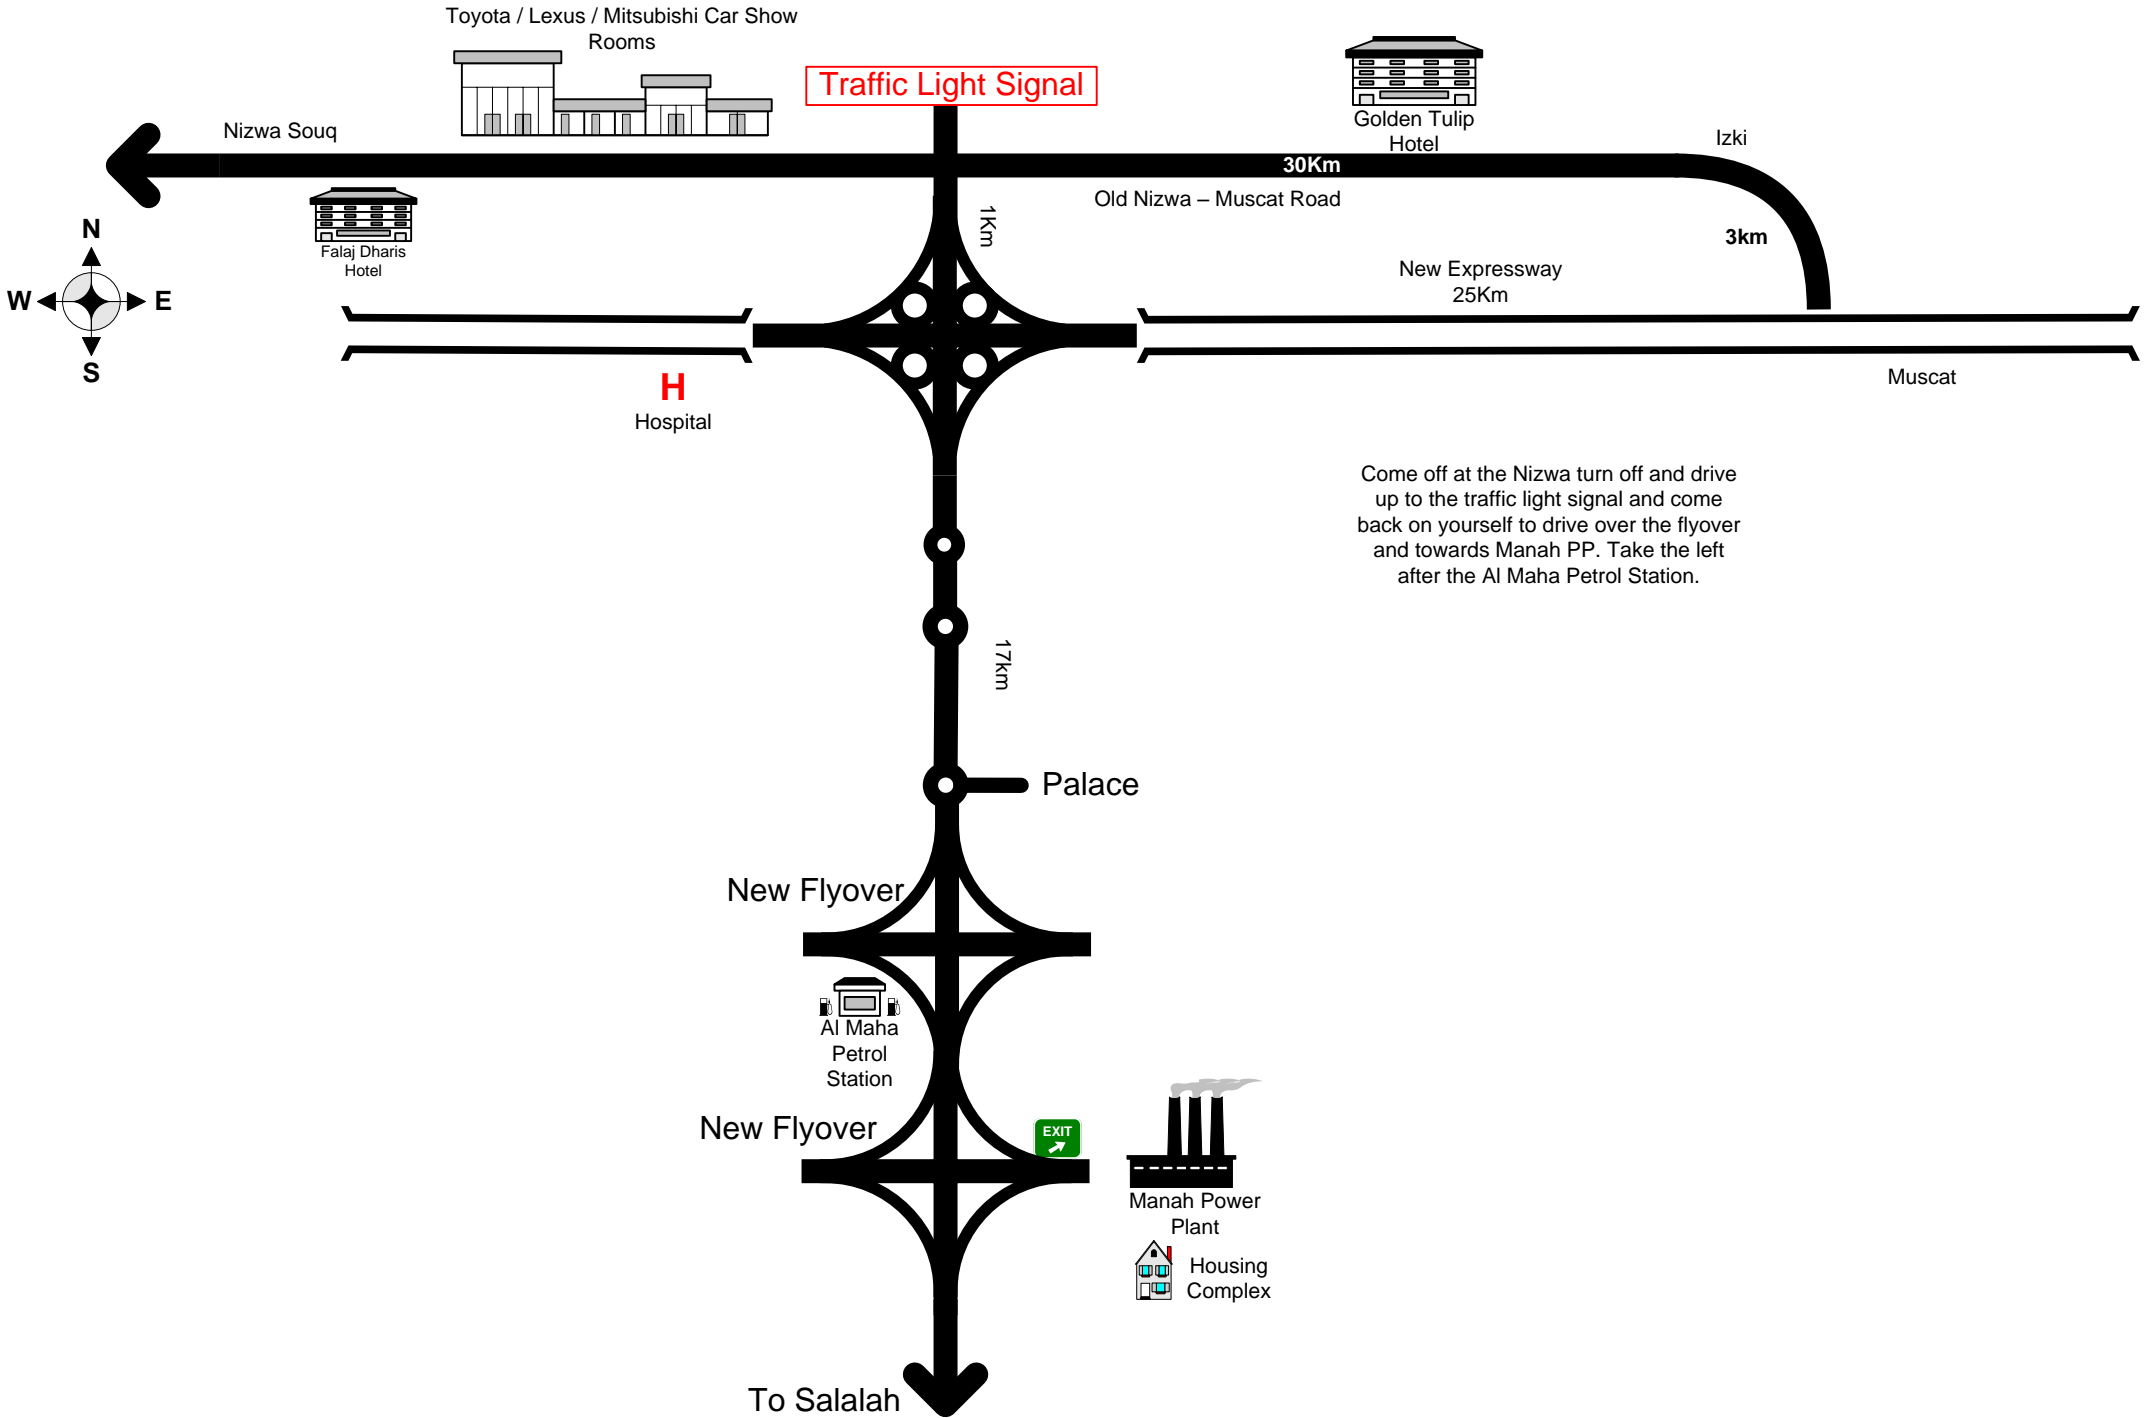 Toyota / Lexus / Mitsubishi Car Show
Rooms
Traffic Light Signal
Golden Tulip
Hotel
Nizwa Souq
Izki
30Km
Old Nizwa – Muscat Road
1Km
3km
Falaj Dharis
Hotel
N
W
E
S
New Expressway
25Km
H
Hospital
Muscat
Come off at the Nizwa turn off and drive
up to the traffic light signal and come
back on yourself to drive over the flyover
and towards Manah PP. Take the left
after the Al Maha Petrol Station.
17km
Palace
New Flyover
Al Maha
Petrol
Station
New Flyover
EXIT
Manah Power
Plant
Housing
Complex
To Salalah